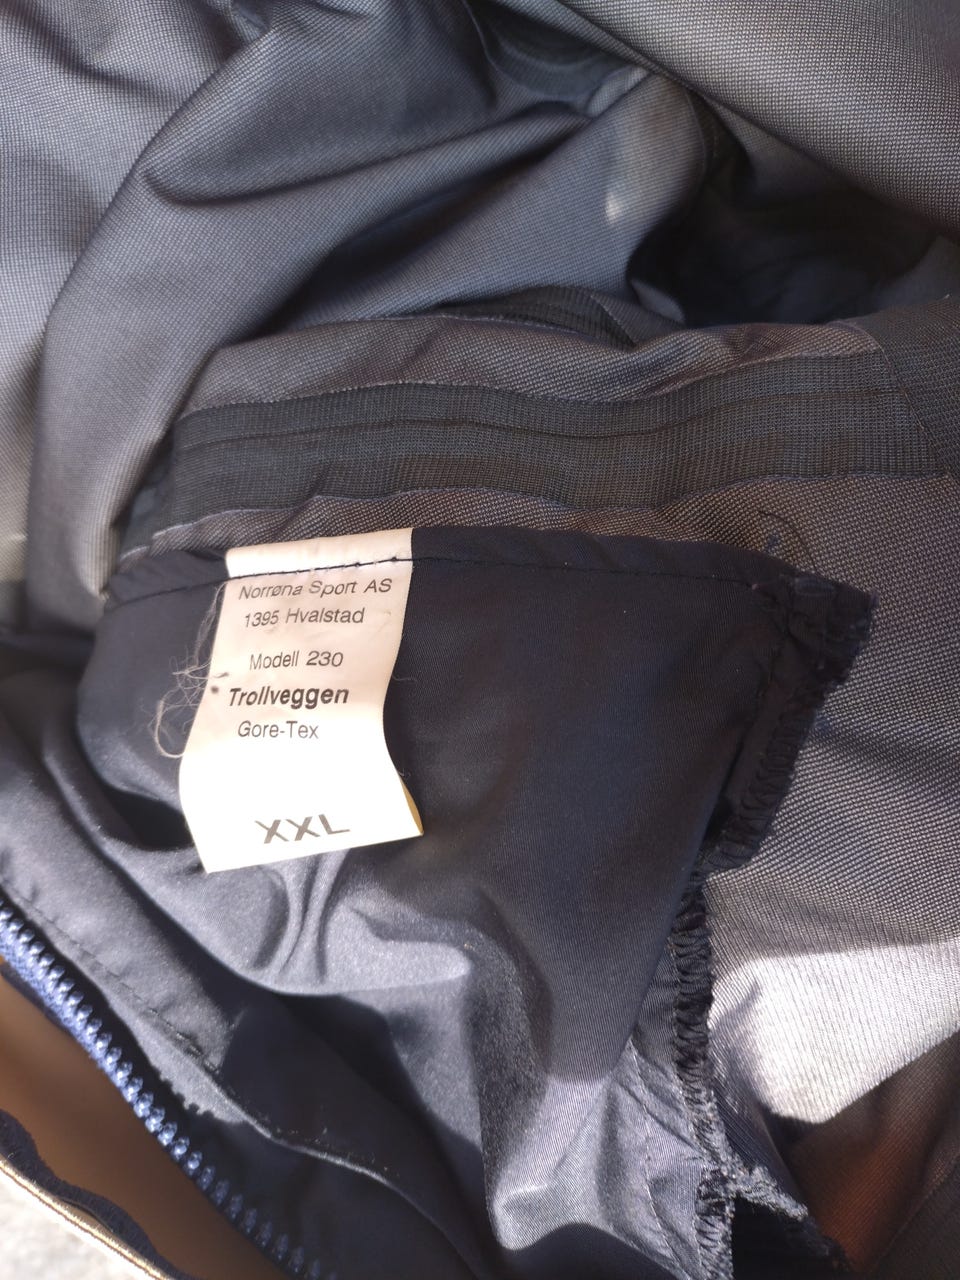 Norrøna Sport AS
1395 Hvalstad
Modell 230
Trollveggen
Gore-Tex
XXL